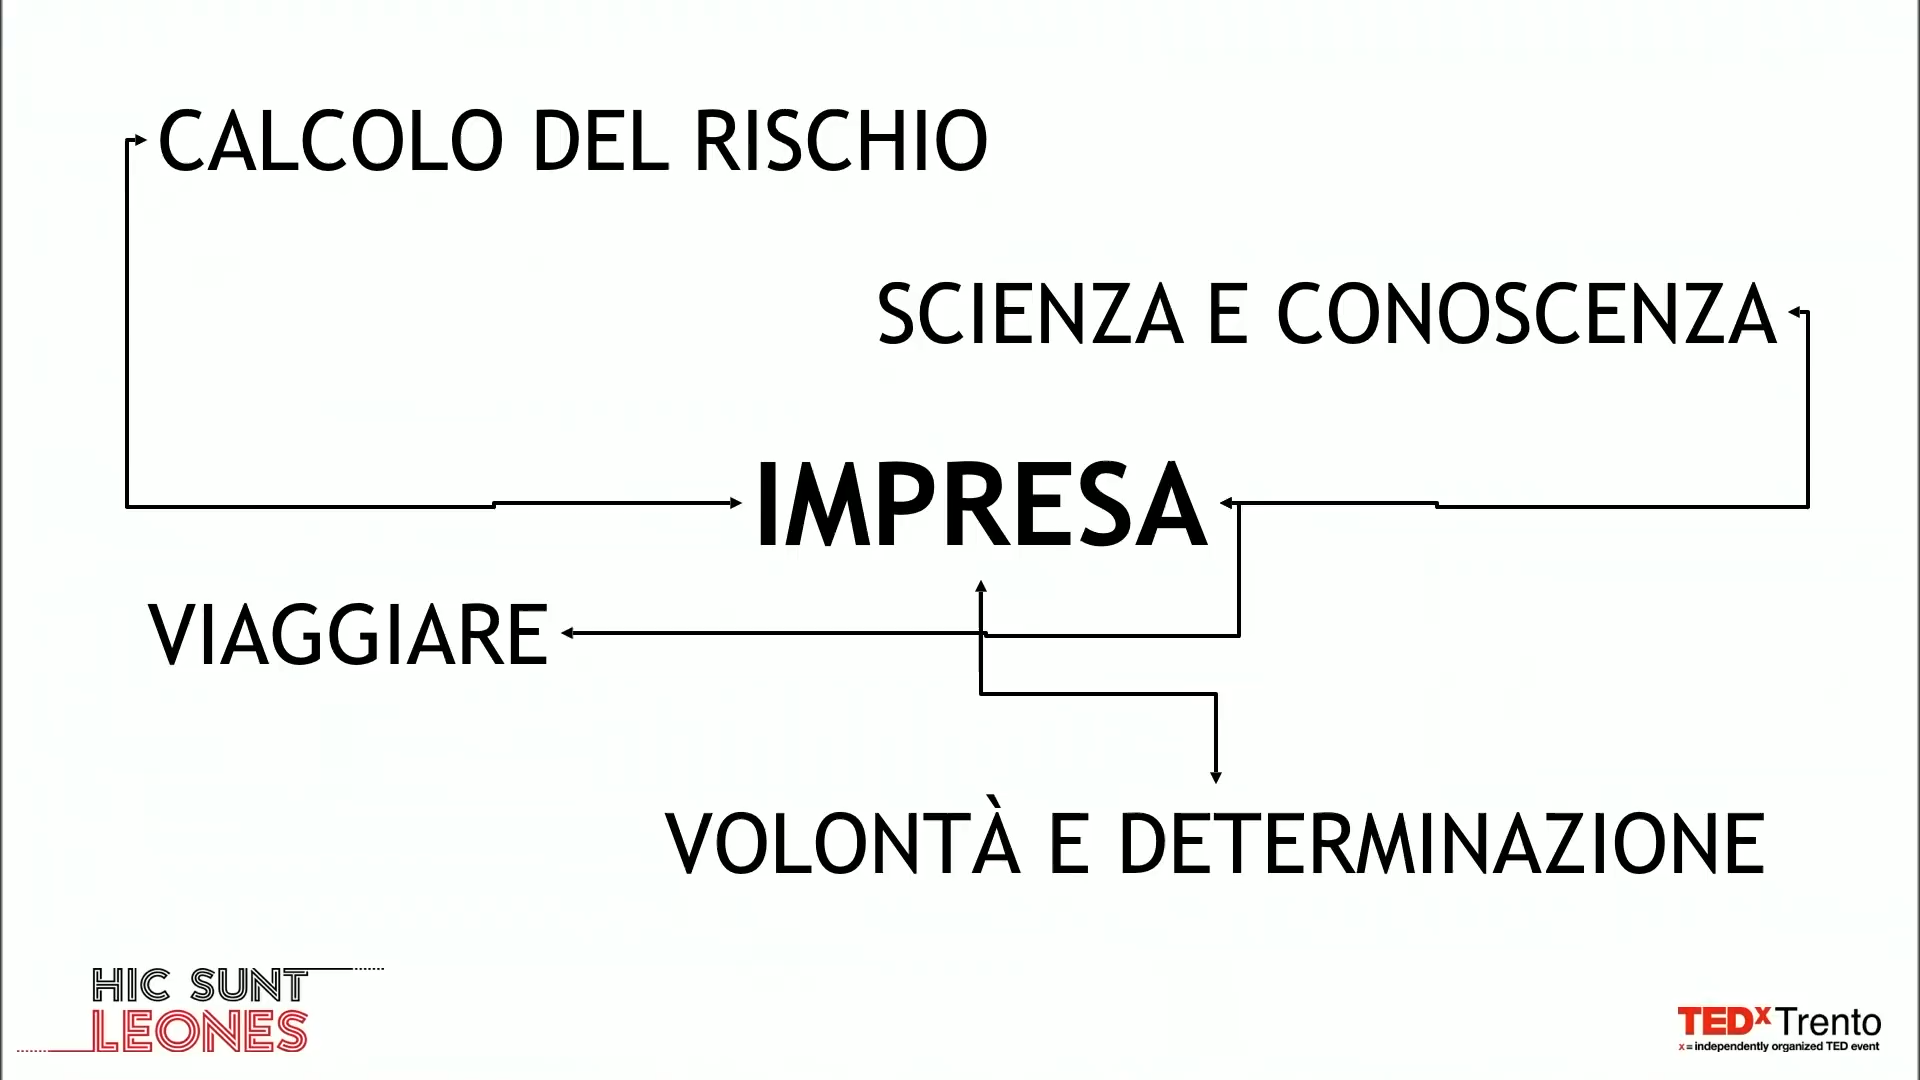 CALCOLO DEL RISCHIO
SCIENZA E CONOSCENZA
IMPRESA
VIAGGIARE
VOLONTÀ E DETERMINAZIONE
HIC SUNT
LEONES
TEDxTrento
x = independently organized TED event